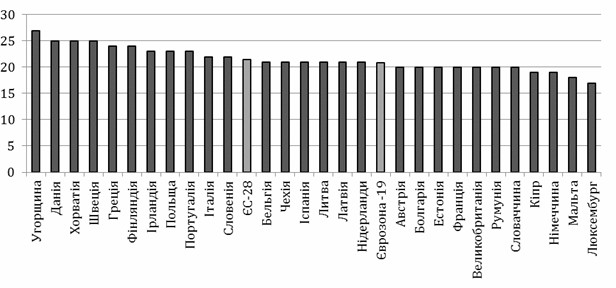 30
25
20
15
10
5
0
Угорщина
Данія
Хорватія
Швеція
Греція
Фінляндія
Ірландія
Польща
Португалія
Італія
Словенія
ЄС-28
Бельгія
Чехія
Іспанія
Литва
Латвія
Нідерланди
Єврозона -19
Австрія
Болгарія
Естонія
Франція
Великобританія
Румунія
Словаччина
Кіпр
Німеччина
Мальта
Люксембург